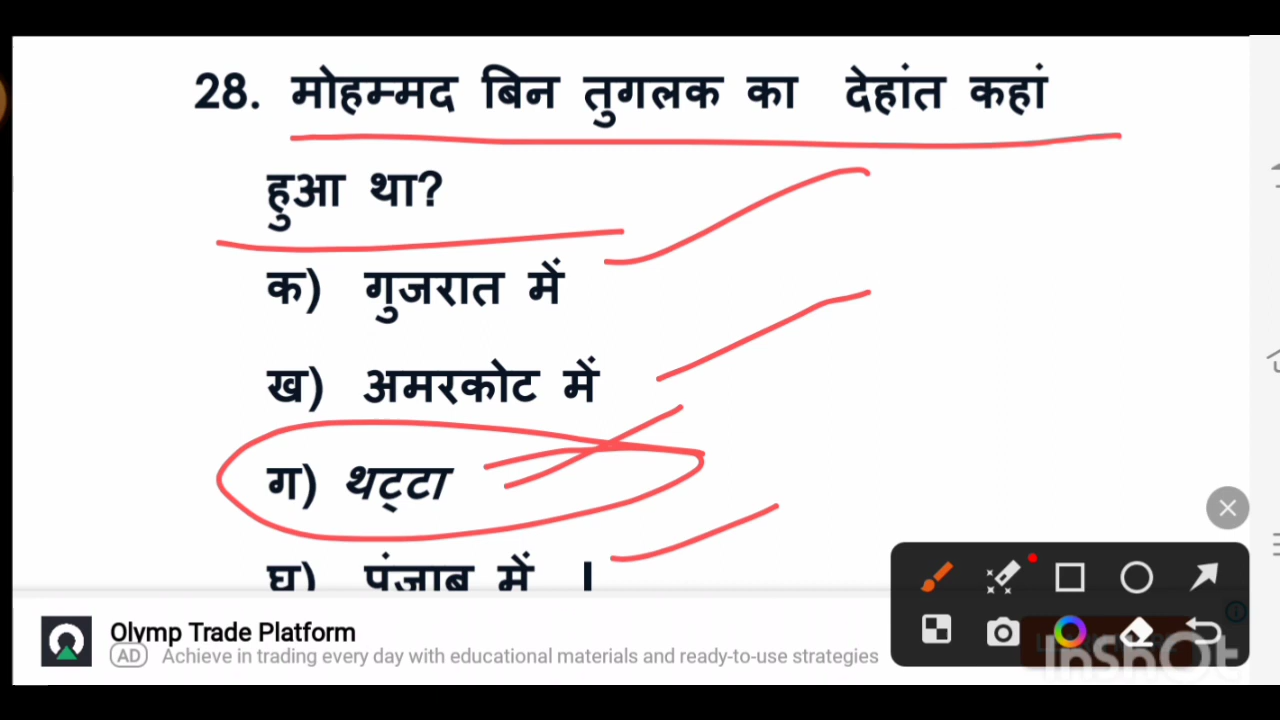 28. मोहम्मद बिन तुगलक का देहांत कहां
हुआ था?
क) गुजरात में
ख) अमरकोट में
ग) थट्टा
घ) पंजाब में ।
Olymp Trade Platform
AD Achieve in trading every day with educational materials and ready-to-use strategies
InShOt